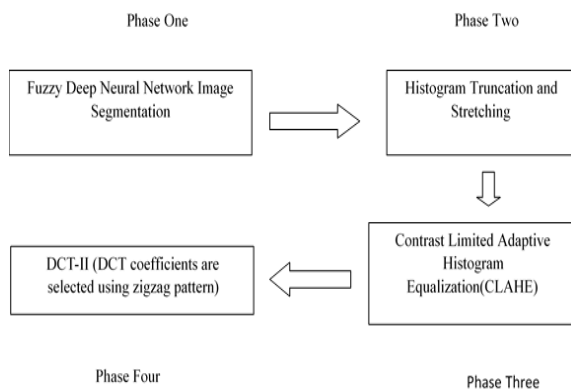 Phase One
Phase Two
Fuzzy Deep Neural Network Image
Segmentation
Histogram Truncation and
Stretching
Contrast Limited Adaptive
Histogram
Equalization(CLAHE)
DCT-II (DCT coefficients are
selected using zigzag pattern)
Phase Four
Phase Three